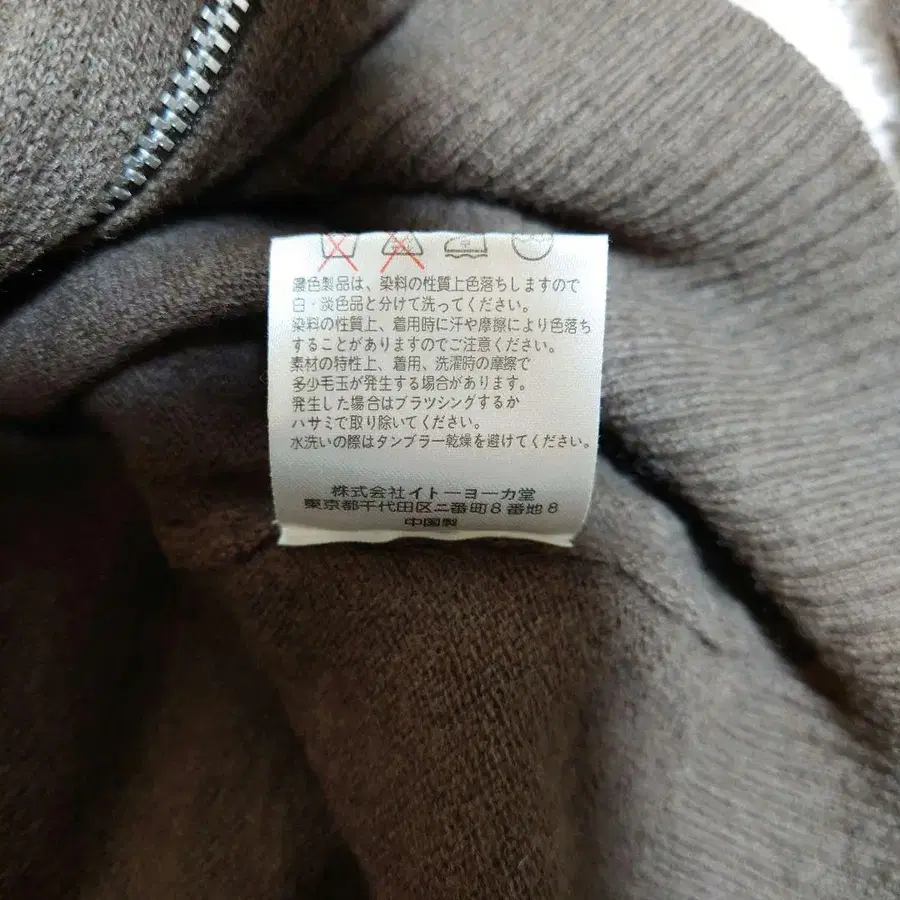 濃色製品は、染料の性質上色落ちしますので
白・淡色品と分けて洗ってください。
染料の性質上、着用時に汗や摩擦により色落ち
することがありますのでご注意ください。
素材の特性上、着用、洗濯時の摩擦で
多少毛玉が発生する場合があります。
発生した場合はブラツシングするか
ハサミで取り除いてください。
水洗いの際はタンブラー乾燥を避けてください。
株式会社イトーヨーカ堂
東京都千代田区二番町8番地8
中国製